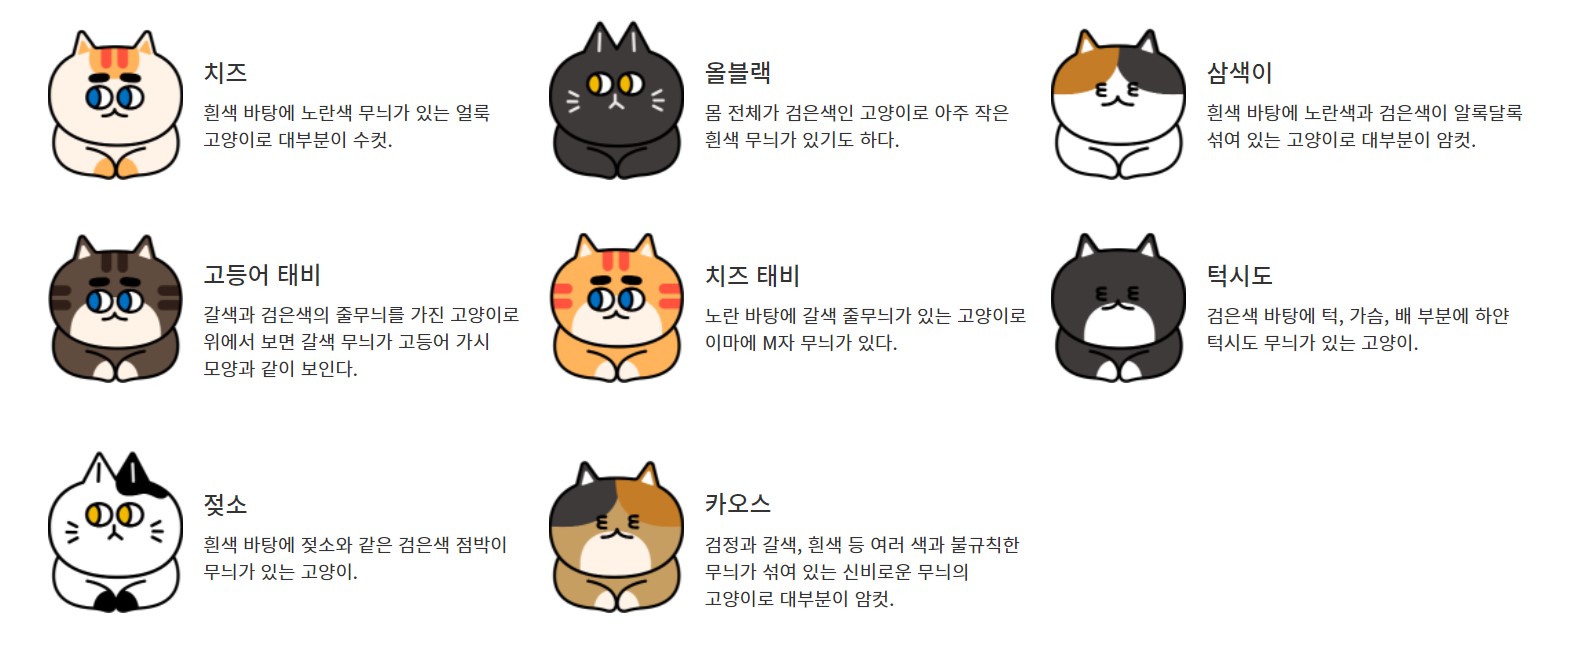 치즈
흰색 바탕에 노란색 무늬가 있는 얼룩
고양이로 대부분이 수컷.
올블랙
몸 전체가 검은색인 고양이로 아주 작은
흰색 무늬가 있기도 하다.
삼색이
흰색 바탕에 노란색과 검은색이 알록달록
섞여 있는 고양이로 대부분이 암컷.
고등어 태비
갈색과 검은색의 줄무늬를 가진 고양이로
위에서 보면 갈색 무늬가 고등어 가시
모양과 같이 보인다.
치즈 태비
노란 바탕에 갈색 줄무늬가 있는 고양이로
이마에 M자 무늬가 있다.
턱시도
검은색 바탕에 턱, 가슴, 배 부분에 하얀
턱시도 무늬가 있는 고양이.
젖소
흰색 바탕에 젖소와 같은 검은색 점박이
무늬가 있는 고양이.
카오스
검정과 갈색, 흰색 등 여러 색과 불규칙한
무늬가 섞여 있는 신비로운 무늬의
고양이로 대부분이 암컷.